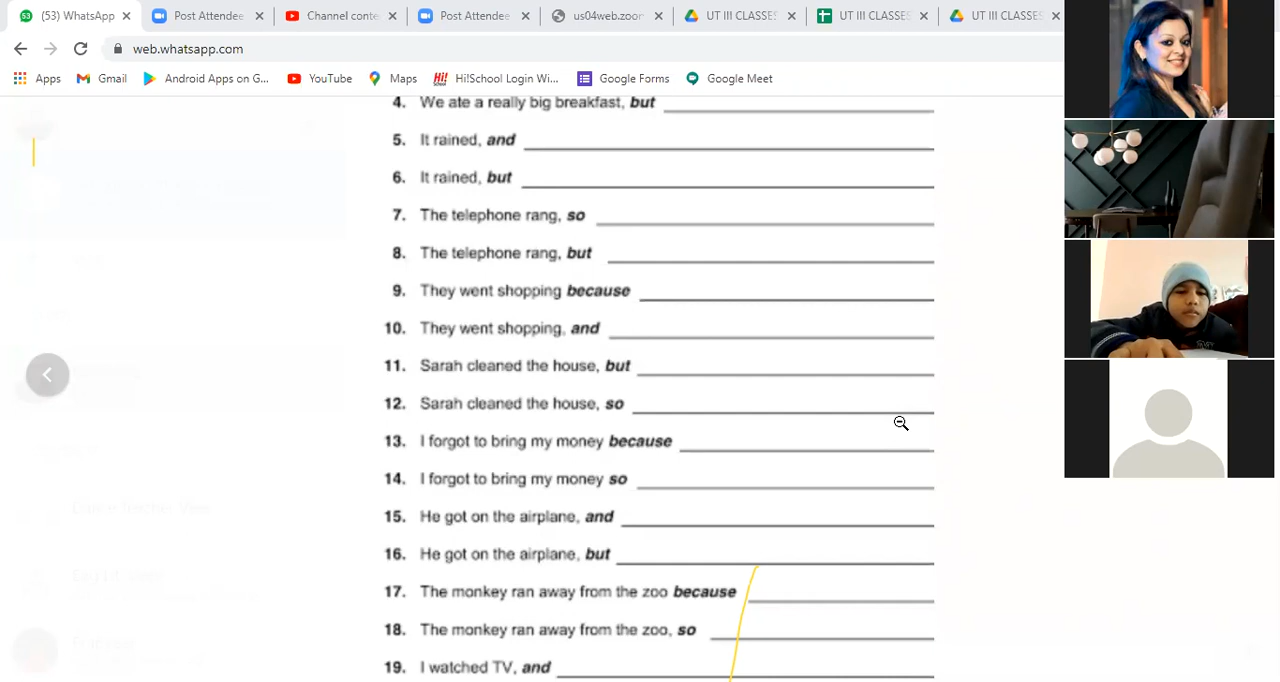 53 (53) WhatsApp
Post Attendee
Channel conte
Post Attendee
us04web.zoor
UT III CLASSES
UT III CLASSES
UT III CLASSES
web.whatsapp.com
Apps
Gmail
Android Apps on G...
YouTube
Maps
Hi! Hi!School Login Wi...
Google Forms
Google Meet
4. We ate a really big breakfast, but
5. It rained, and
6. It rained, but
7. The telephone rang, so
8. The telephone rang, but
9. They went shopping because
10. They went shopping, and
11. Sarah cleaned the house, but
12. Sarah cleaned the house, so
13. I forgot to bring my money because
14. I forgot to bring my money so
15. He got on the airplane, and
16. He got on the airplane, but
17. The monkey ran away from the zoo because
18. The monkey ran away from the zoo, so
19. I watched TV, and